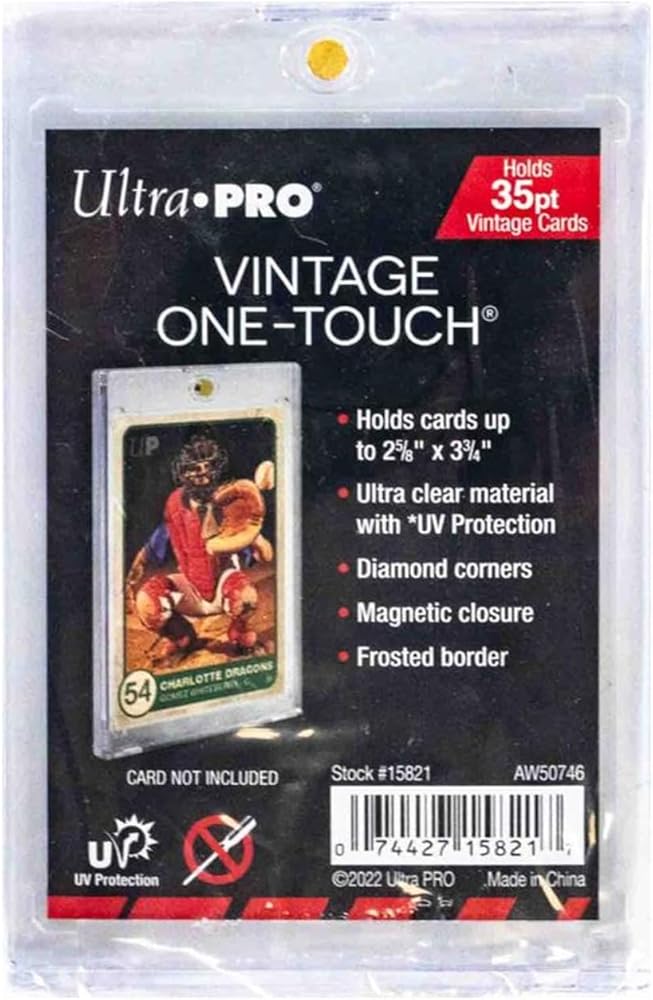 Ultra•PRO®
Holds
35pt
Vintage Cards
VINTAGE
ONE-TOUCH®
UP
54
CHARLOTTE DRAGONS
• Holds cards up
to 2⅝" x 3¾"
• Ultra clear material
with *UV Protection
• Diamond corners
• Magnetic closure
• Frosted border
CARD NOT INCLUDED
UV
UV Protection
Stock #15821
AW50746
0 74427 15821 7
©2022 Ultra PRO
Made in China